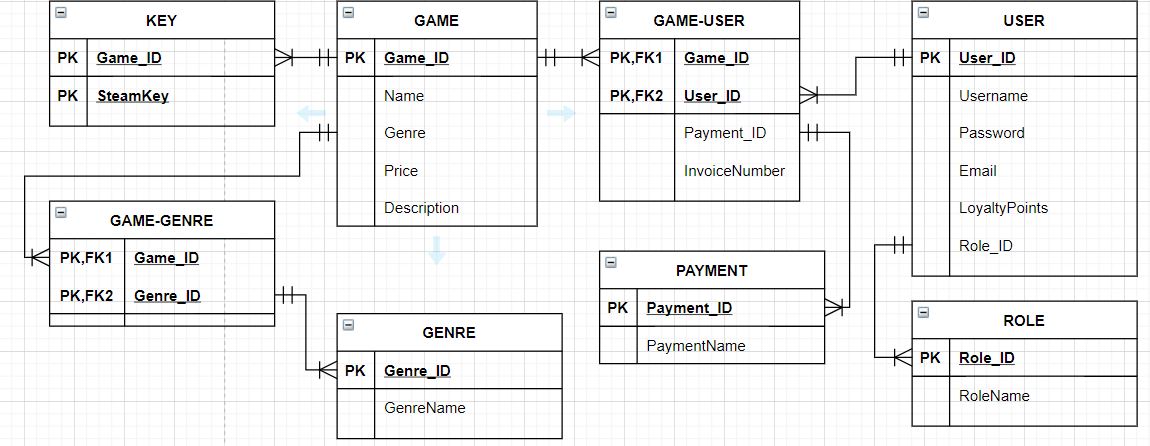 KEY
PK Game_ID
PK SteamKey
GAME
PK Game_ID
Name
Genre
Price
Description
GAME-USER
PK,FK1 Game_ID
PK,FK2 User_ID
Payment_ID
InvoiceNumber
USER
PK User_ID
Username
Password
Email
LoyaltyPoints
Role_ID
GAME-GENRE
PK,FK1 Game_ID
PK,FK2 Genre_ID
GENRE
PK Genre_ID
GenreName
PAYMENT
PK Payment_ID
PaymentName
ROLE
PK Role_ID
RoleName